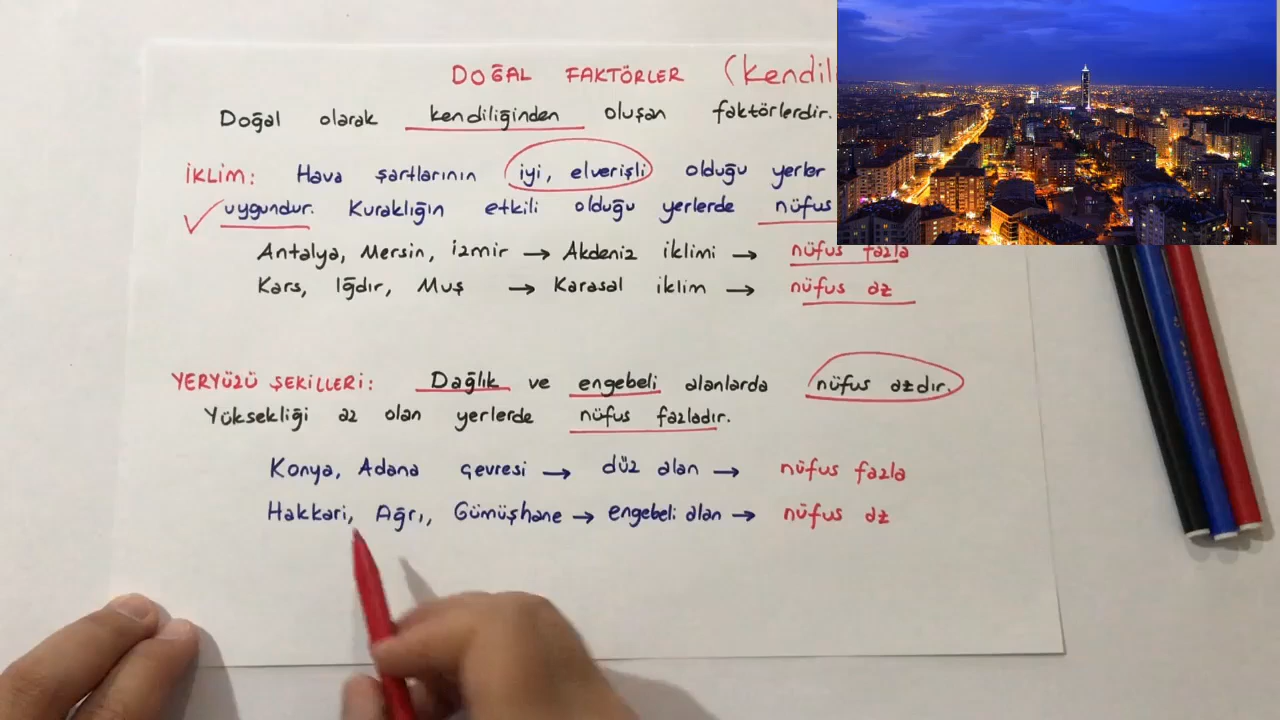 DOĞAL FAKTÖRLER (Kendil
Doğal olarak kendiliğinden oluşan faktörlerdir.
İKLİM: Hava şartlarının iyi, elverişli olduğu yerler
uygundur. Kuraklığın etkili olduğu yerlerde nüfus
Antalya, Mersin, İzmir → Akdeniz iklimi → nüfus fazla
Kars, Iğdır, Muş → Karasal iklim → nüfus az
YERYÜZÜ ŞEKİLLERİ: Dağlık ve engebeli alanlarda nüfus azdır.
Yüksekliği az olan yerlerde nüfus fazladır.
Konya, Adana çevresi → düz alan → nüfus fazla
Hakkari, Ağrı, Gümüşhane → engebeli alan → nüfus az